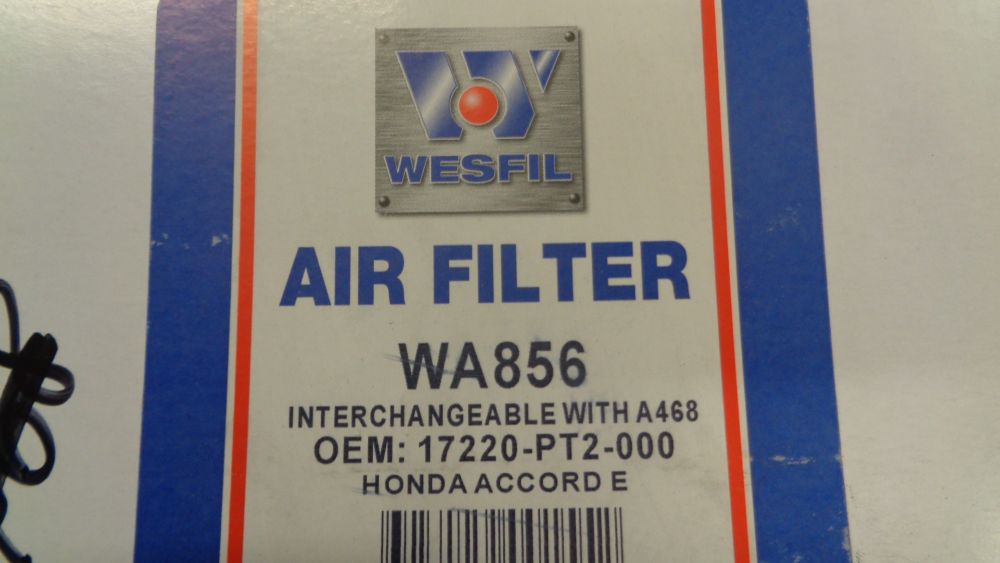 WESFIL
AIR FILTER
WA856
INTERCHANGEABLE WITH A468
OEM: 17220-PT2-000
HONDA ACCORD E